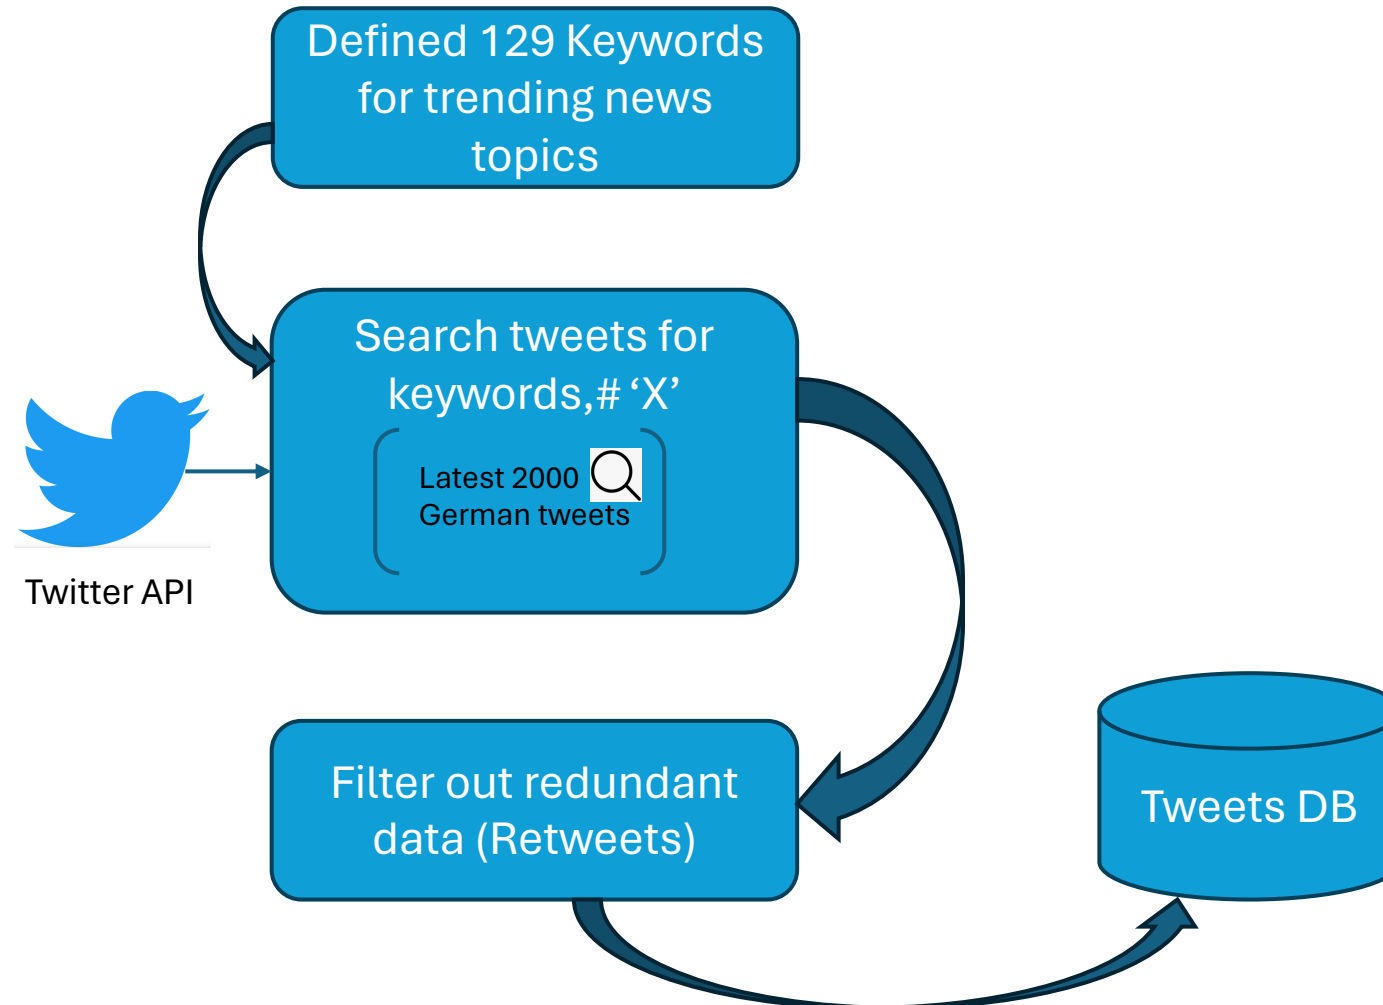 Defined 129 Keywords
for trending news
topics
Search tweets for
keywords,# ‘X’
Latest 2000
German tweets
Twitter API
Filter out redundant
data (Retweets)
Tweets DB